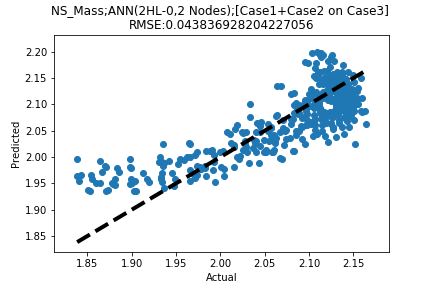 NS_Mass;ANN(2HL-0,2 Nodes);[Case1+Case2 on Case3]
RMSE:0.043836928204227056
2.20
2.15
2.10
2.05
2.00
1.95
1.90
1.85
Predicted
1.85 1.90 1.95 2.00 2.05 2.10 2.15
Actual